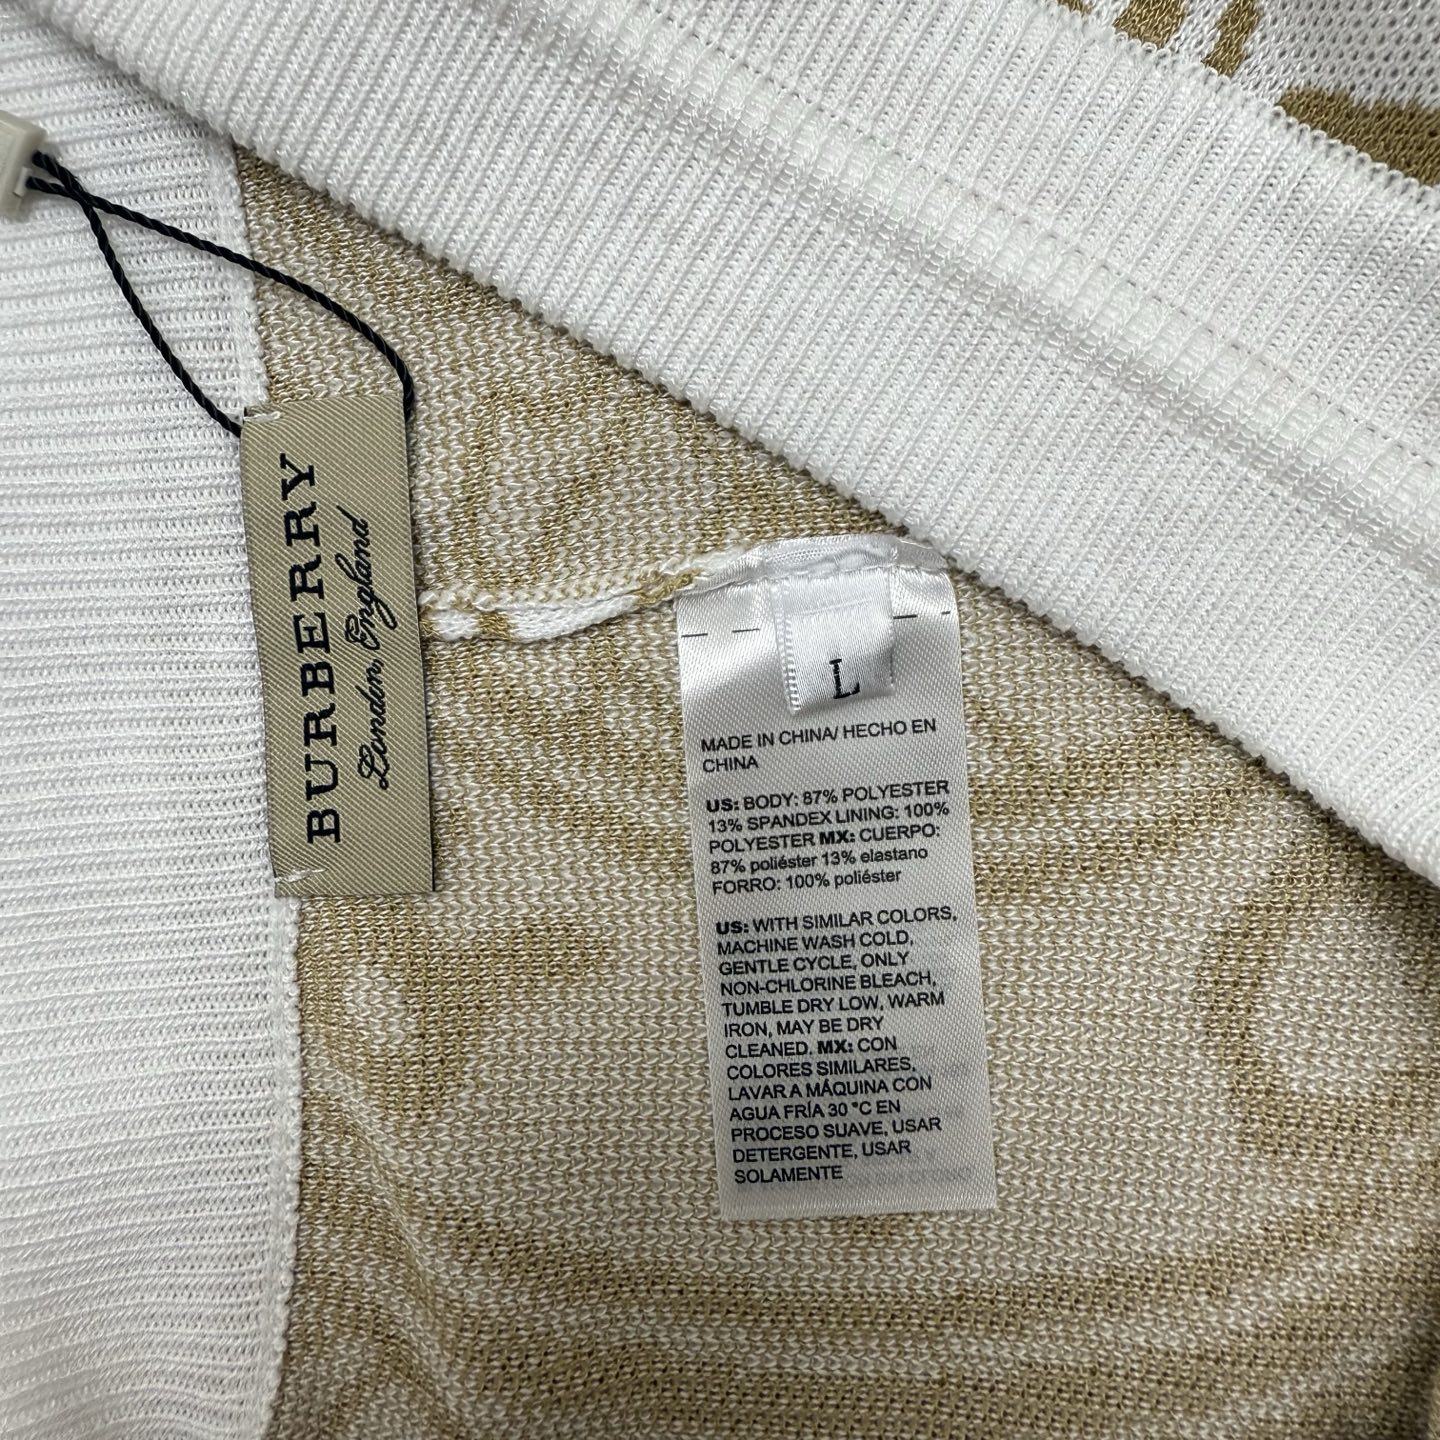 BURBERRY
London, England
L
MADE IN CHINA/ HECHO EN
CHINA
US: BODY: 87% POLYESTER
13% SPANDEX LINING: 100%
POLYESTER MX: CUERPO:
87% poliéster 13% elastano
FORRO: 100% poliéster
US: WITH SIMILAR COLORS,
MACHINE WASH COLD,
GENTLE CYCLE, ONLY
NON-CHLORINE BLEACH,
TUMBLE DRY LOW, WARM
IRON, MAY BE DRY
CLEANED. MX: CON
COLORES SIMILARES,
LAVAR A MÁQUINA CON
AGUA FRÍA 30 °C EN
PROCESO SUAVE, USAR
DETERGENTE, USAR
SOLAMENTE